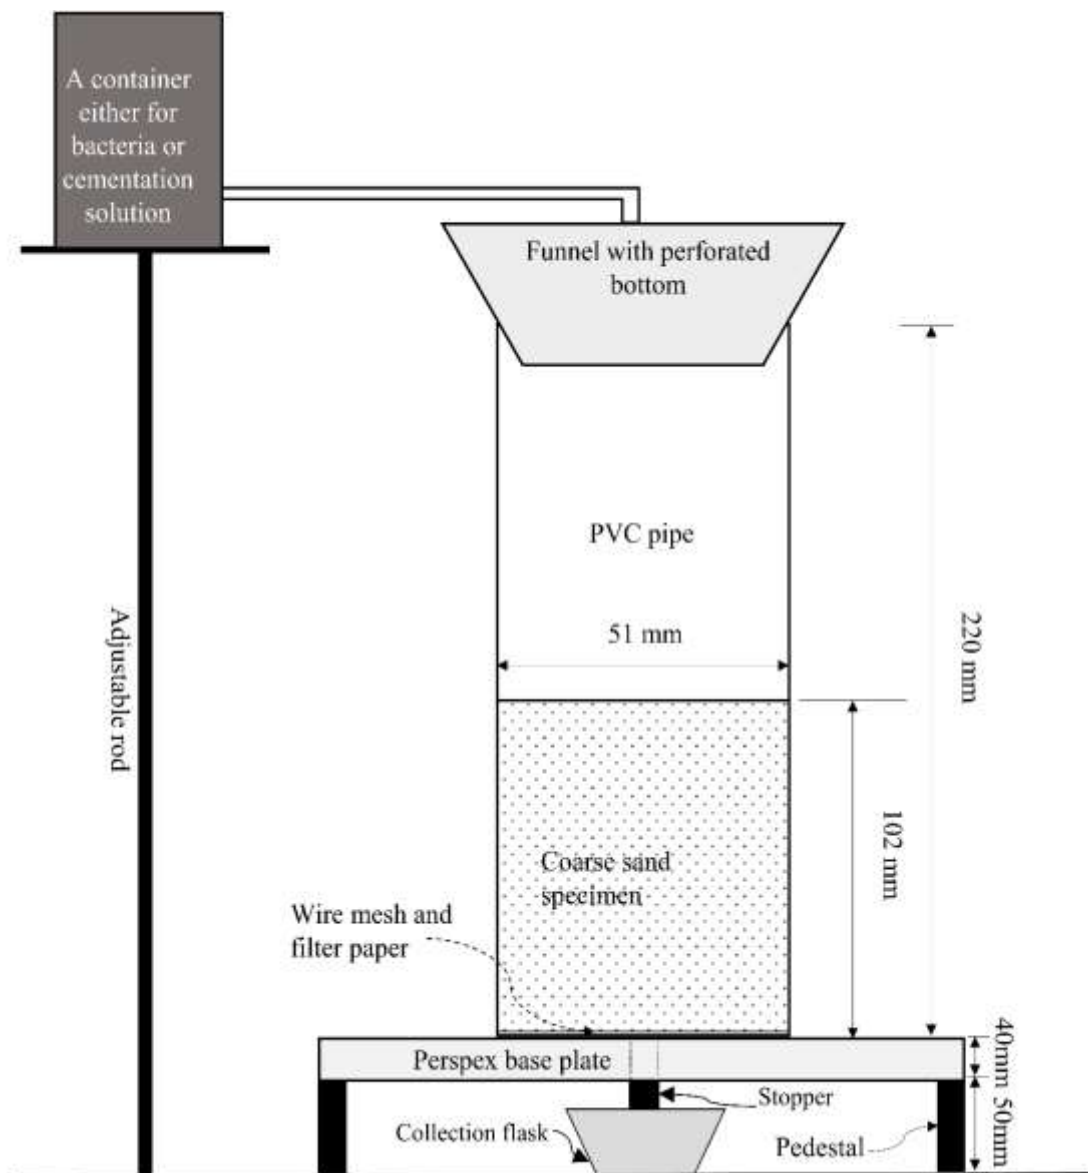 A container
either for
bacteria or
cementation
solution
Funnel with perforated
bottom
PVC pipe
51 mm
220 mm
Adjustable rod
102 mm
Coarse sand
specimen
Wire mesh and
filter paper
40mm
Perspex base plate
50mm
Stopper
Collection flask
Pedestal